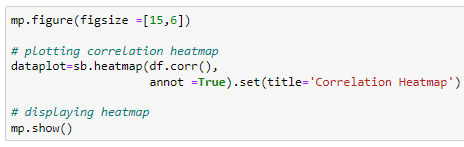 mp.figure(figsize =[15,6])
# plotting correlation heatmap
dataplot=sb.heatmap(df.corr(),
annot =True).set(title='Correlation Heatmap')
# displaying heatmap
mp.show()